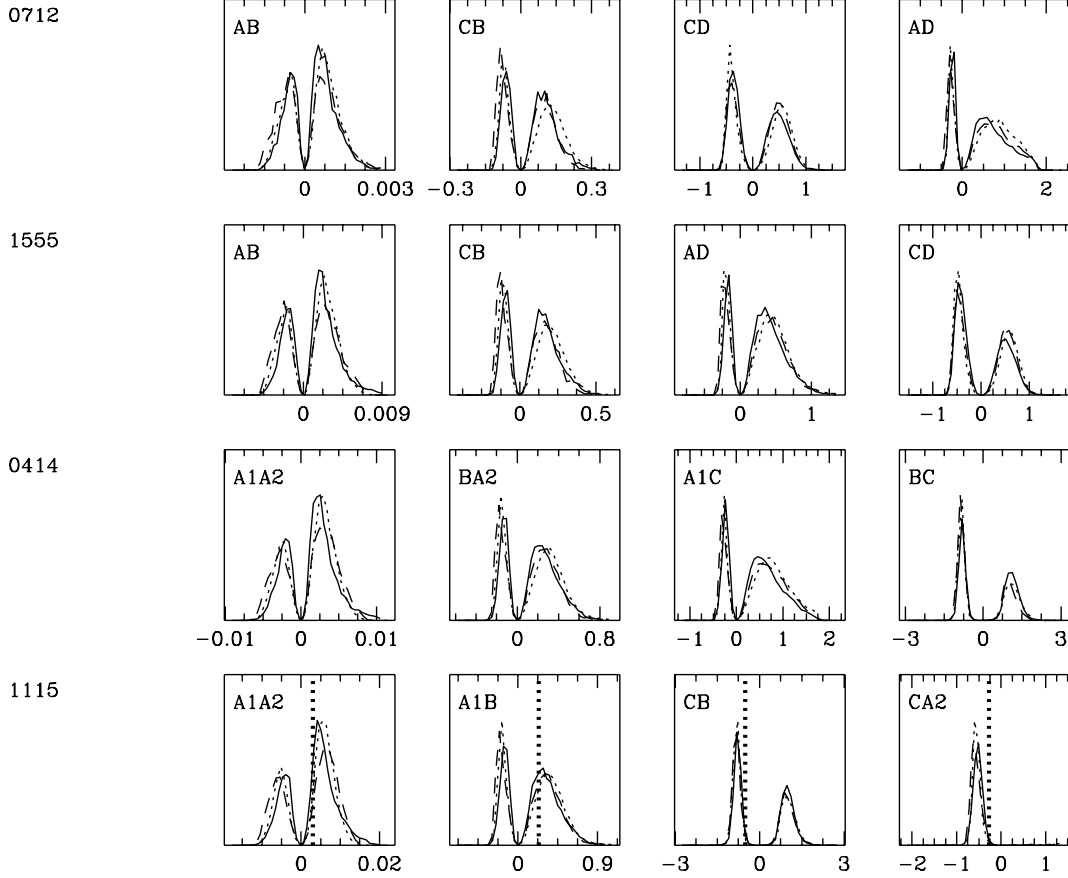 0712
AB CB CD AD
0 0.003 −0.3 0 0.3 −1 0 1 0 2
1555
AB CB AD CD
0 0.009 0 0.5 0 1 −1 0 1
0414
A1A2 BA2 A1C BC
−0.01 0 0.01 0 0.8 −1 0 1 2 −3 0 3
1115
A1A2 A1B CB CA2
0 0.02 0 0.9 −3 0 3 −2 −1 0 1